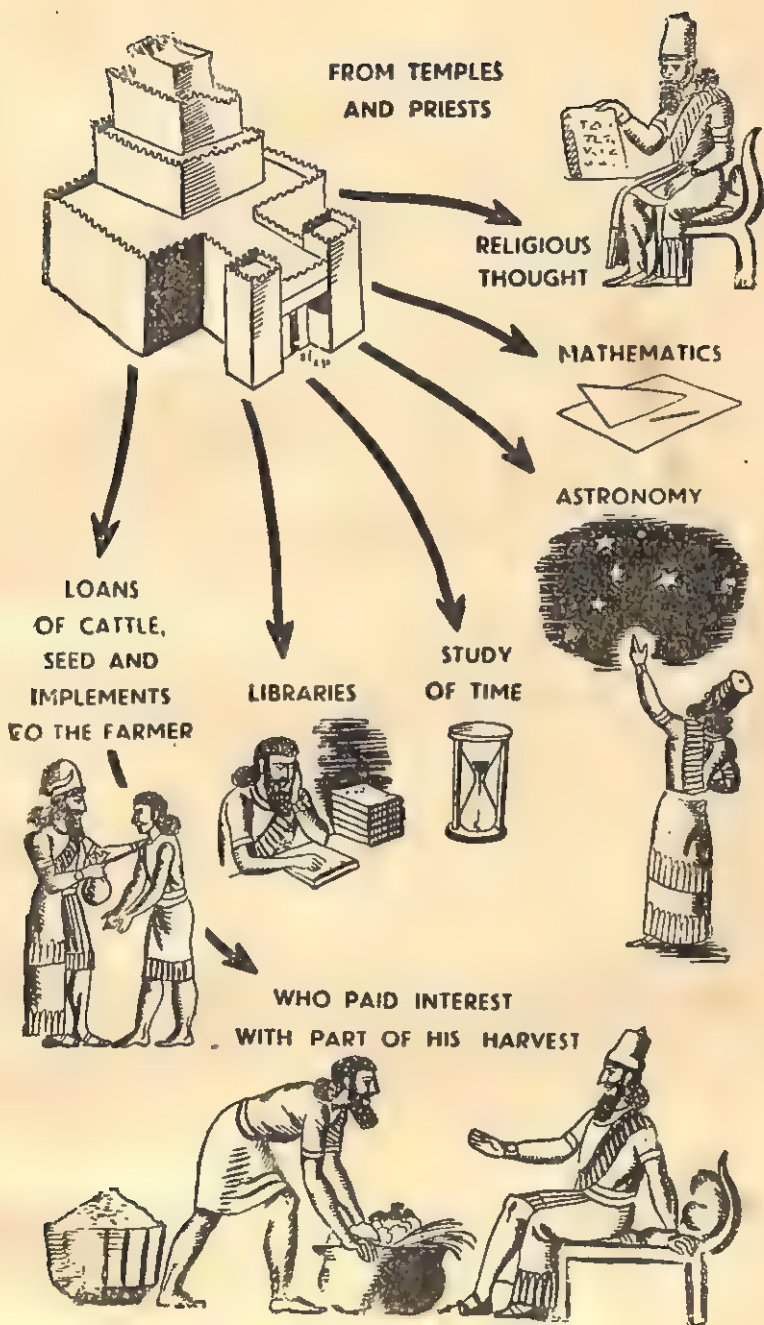 FROM TEMPLES
AND PRIESTS
RELIGIOUS
THOUGHT
MATHEMATICS
ASTRONOMY
LOANS
OF CATTLE,
SEED AND
IMPLEMENTS
TO THE FARMER
LIBRARIES
STUDY
OF TIME
WHO PAID INTEREST
WITH PART OF HIS HARVEST